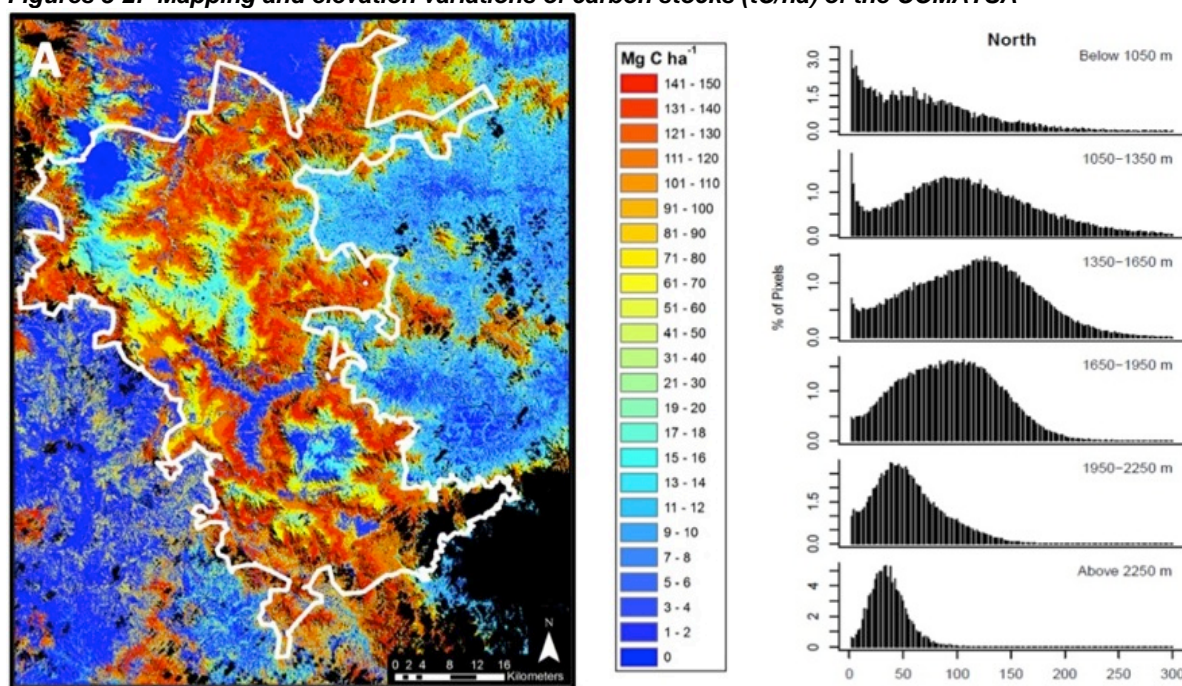 Figures 3-2: Mapping and elevation variations of carbon stocks (tC/ha) of the COMATSA
A
N
0 2 4 8 12 16
Kilometers
Mg C ha-1
141 - 150
131 - 140
121 - 130
111 - 120
101 - 110
91 - 100
81 - 90
71 - 80
61 - 70
51 - 60
41 - 50
31 - 40
21 - 30
19 - 20
17 - 18
15 - 16
13 - 14
11 - 12
9 - 10
7 - 8
5 - 6
3 - 4
1 - 2
0
North
% of Pixels
Below 1050 m
0.0 1.5 3.0
1050−1350 m
0.0 1.0
1350−1650 m
0.0 1.0
1650−1950 m
0.0 1.0
1950−2250 m
0.0 1.5
Above 2250 m
0 2 4
0 50 100 150 200 250 300